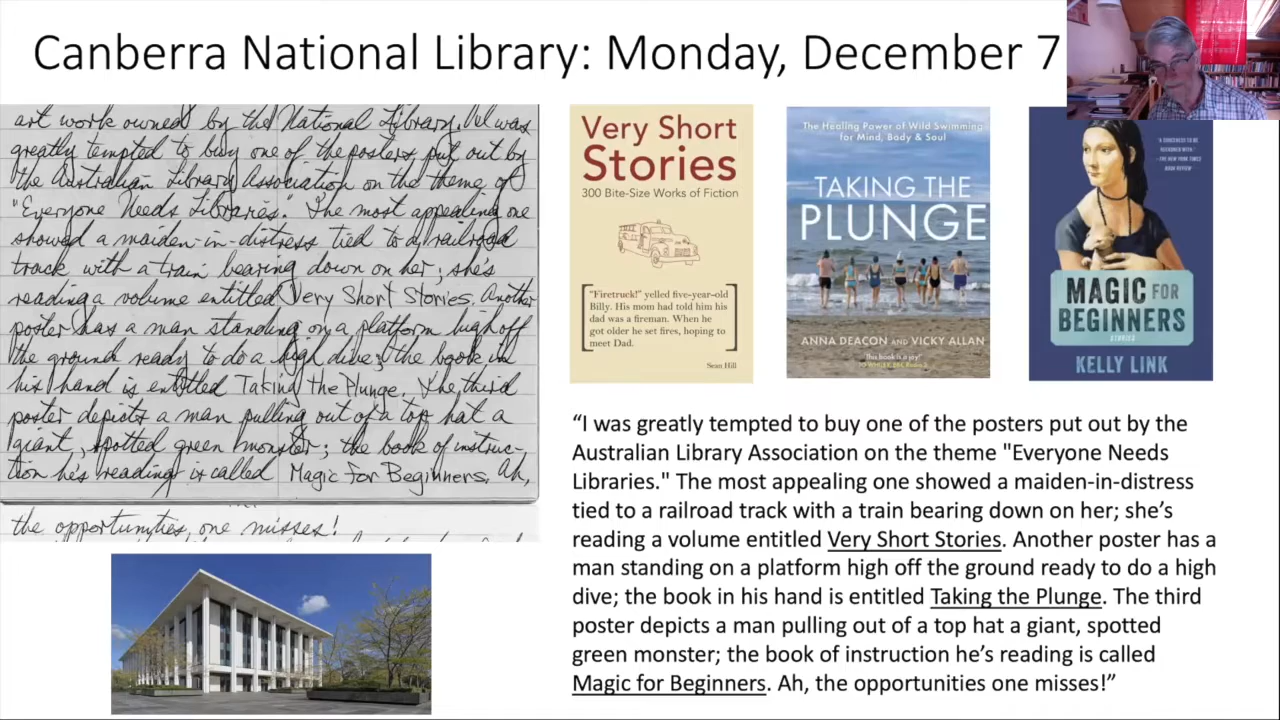 Canberra National Library: Monday, December 7
art work owned by the National Library. I was
greatly tempted to buy one of the posters put out by
the Australian Library Association on the theme of
"Everyone Needs Libraries." The most appealing one
showed a maiden-in-distress tied to a railroad
track with a train bearing down on her; she's
reading a volume entitled Very Short Stories. Another
poster has a man standing on a platform high off
the ground ready to do a high dive; the book in
his hand is entitled Taking the Plunge. The third
poster depicts a man pulling out of a top hat a
giant, spotted green monster; the book of instruc-
tion he's reading is called Magic for Beginners. Ah,
the opportunities one misses!
Very Short
Stories
300 Bite-Size Works of Fiction
"Firetruck!" yelled five-year-old
Billy. His mom had told him his
dad was a fireman. When he
got older he set fires, hoping to
meet Dad.
Sean Hill
The Healing Power of Wild Swimming
for Mind, Body & Soul
TAKING THE
PLUNGE
ANNA DEACON AND VICKY ALLAN
'This book is a joy!'
RECKONED WITH."
—THE NEW YORK TIMES
BOOK REVIEW
MAGIC FOR
BEGINNERS
STORIES
KELLY LINK
“I was greatly tempted to buy one of the posters put out by the
Australian Library Association on the theme "Everyone Needs
Libraries." The most appealing one showed a maiden-in-distress
tied to a railroad track with a train bearing down on her; she’s
reading a volume entitled Very Short Stories. Another poster has a
man standing on a platform high off the ground ready to do a high
dive; the book in his hand is entitled Taking the Plunge. The third
poster depicts a man pulling out of a top hat a giant, spotted
green monster; the book of instruction he’s reading is called
Magic for Beginners. Ah, the opportunities one misses!”